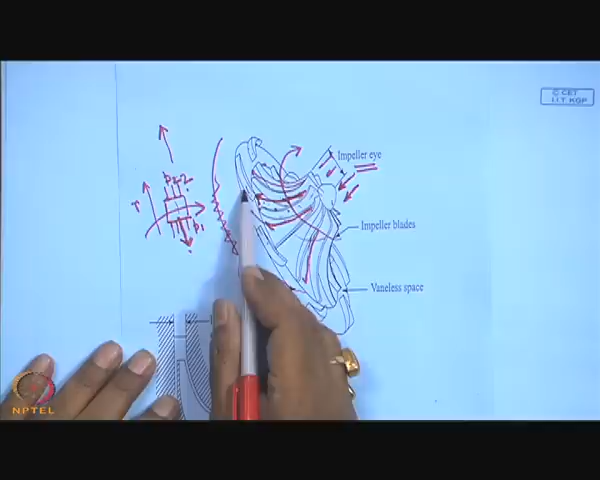 C CET
I.I.T KGP
Impeller eye
Impeller blades
Vaneless space
NPTEL